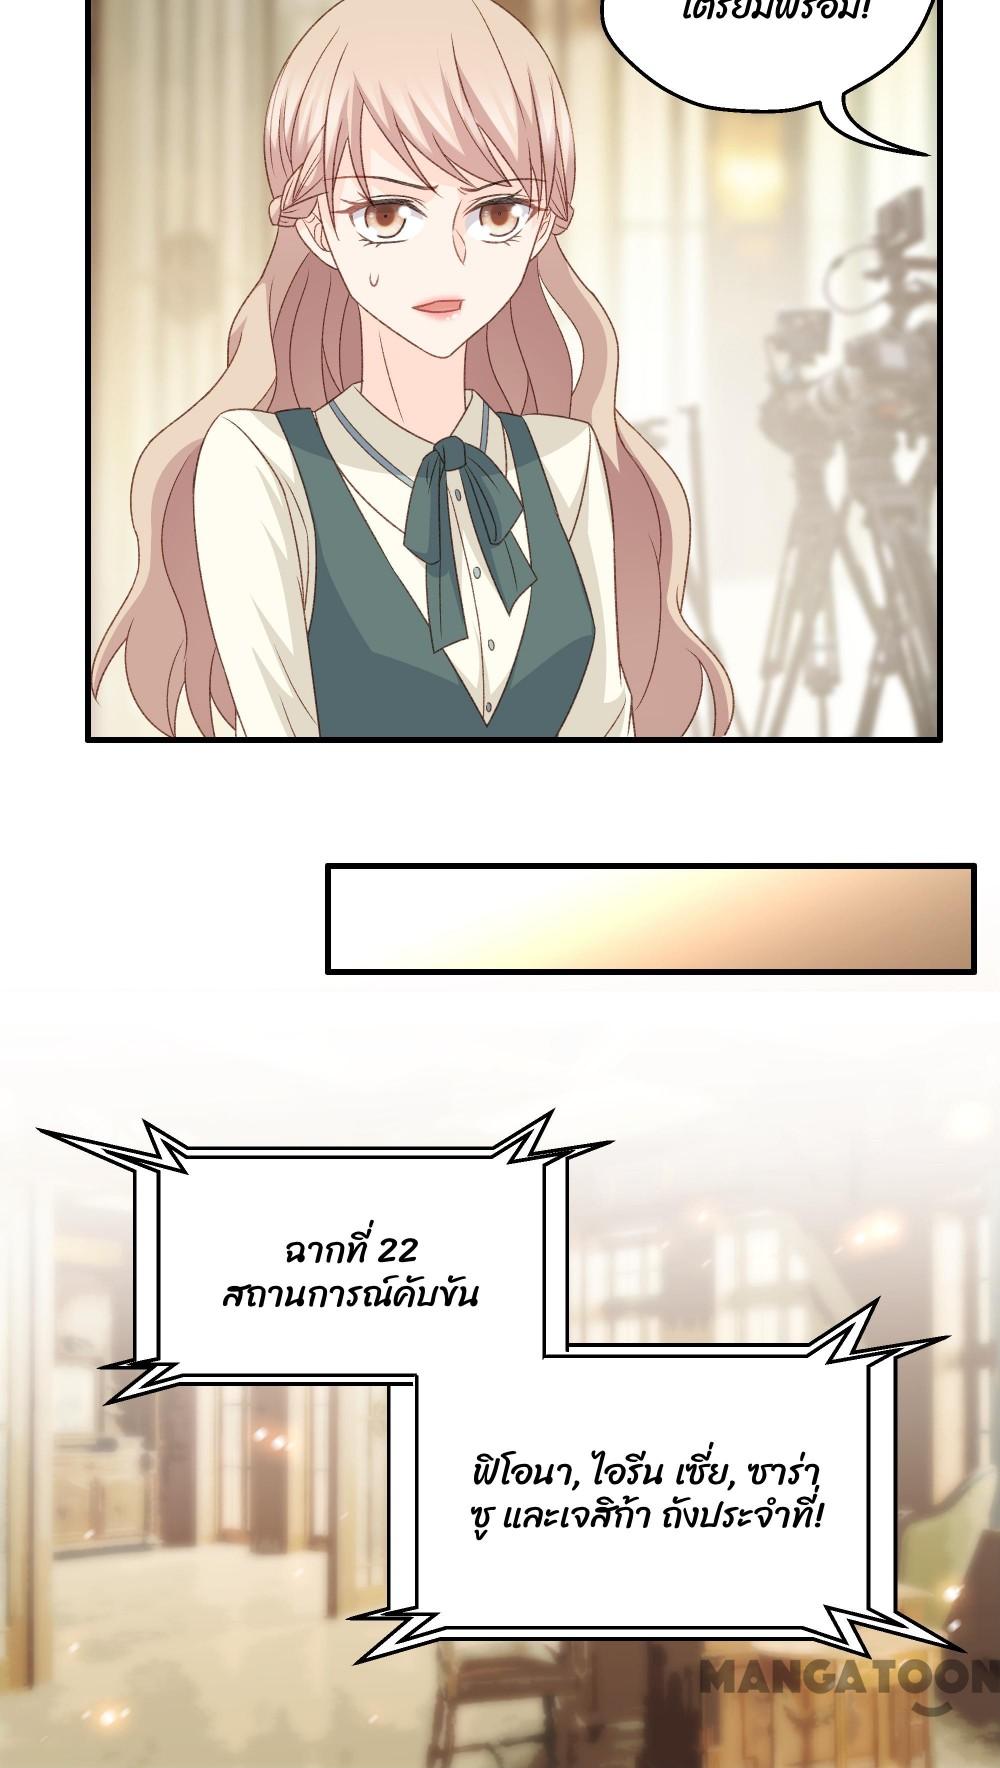 เตรียมพร้อม!
ฉากที่ 22
สถานการณ์คับขัน
ฟิโอนา, ไอรีน เซี่ย, ซาร่า
ซู และเจสิก้า ถังประจำที่!
MANGATOON